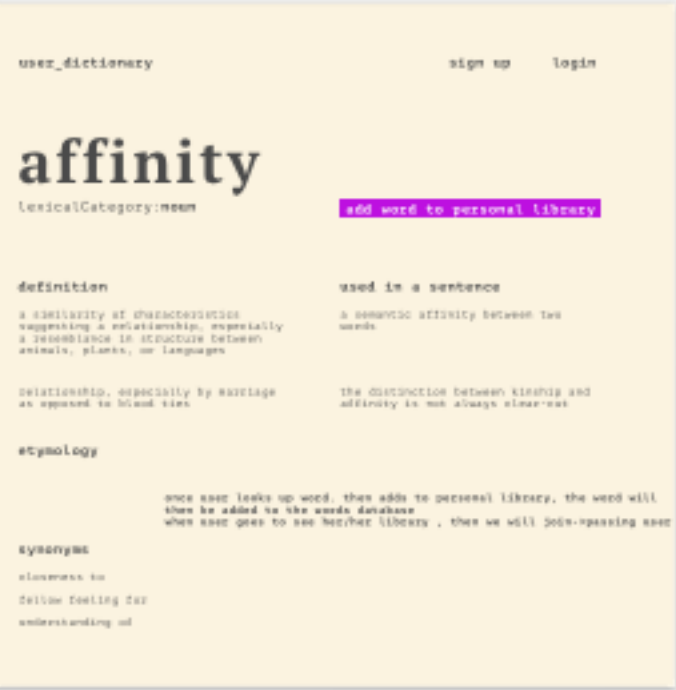 user_dictionary
sign up
login
affinity
lexicalCategory:noun
add word to personal library
definition
used in a sentence
a similarity of characteristics
suggesting a relationship, especially
a resemblance in structure between
animals, plants, or languages
a semantic affinity between two
words
relationship, especially by marriage
as opposed to blood ties
the distinction between kinship and
affinity is not always clear-cut
etymology
once user looks up word. then adds to personal library, the word will
then be added to the words database
when user goes to see her/her library , then we will join->passing user
synonyms
closeness to
fellow feeling for
understanding of